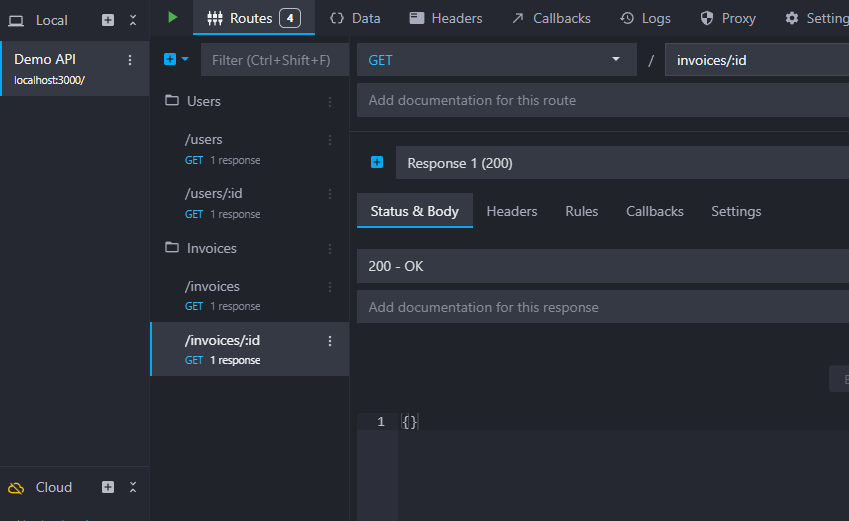 Local
Routes 4 Data Headers Callbacks Logs Proxy Setting
Demo API
localhost:3000/
Filter (Ctrl+Shift+F)
GET / invoices/:id
Add documentation for this route
Users
/users
GET 1 response
/users/:id
GET 1 response
Invoices
/invoices
GET 1 response
/invoices/:id
GET 1 response
Response 1 (200)
Status & Body Headers Rules Callbacks Settings
200 - OK
Add documentation for this response
1 {}
Cloud